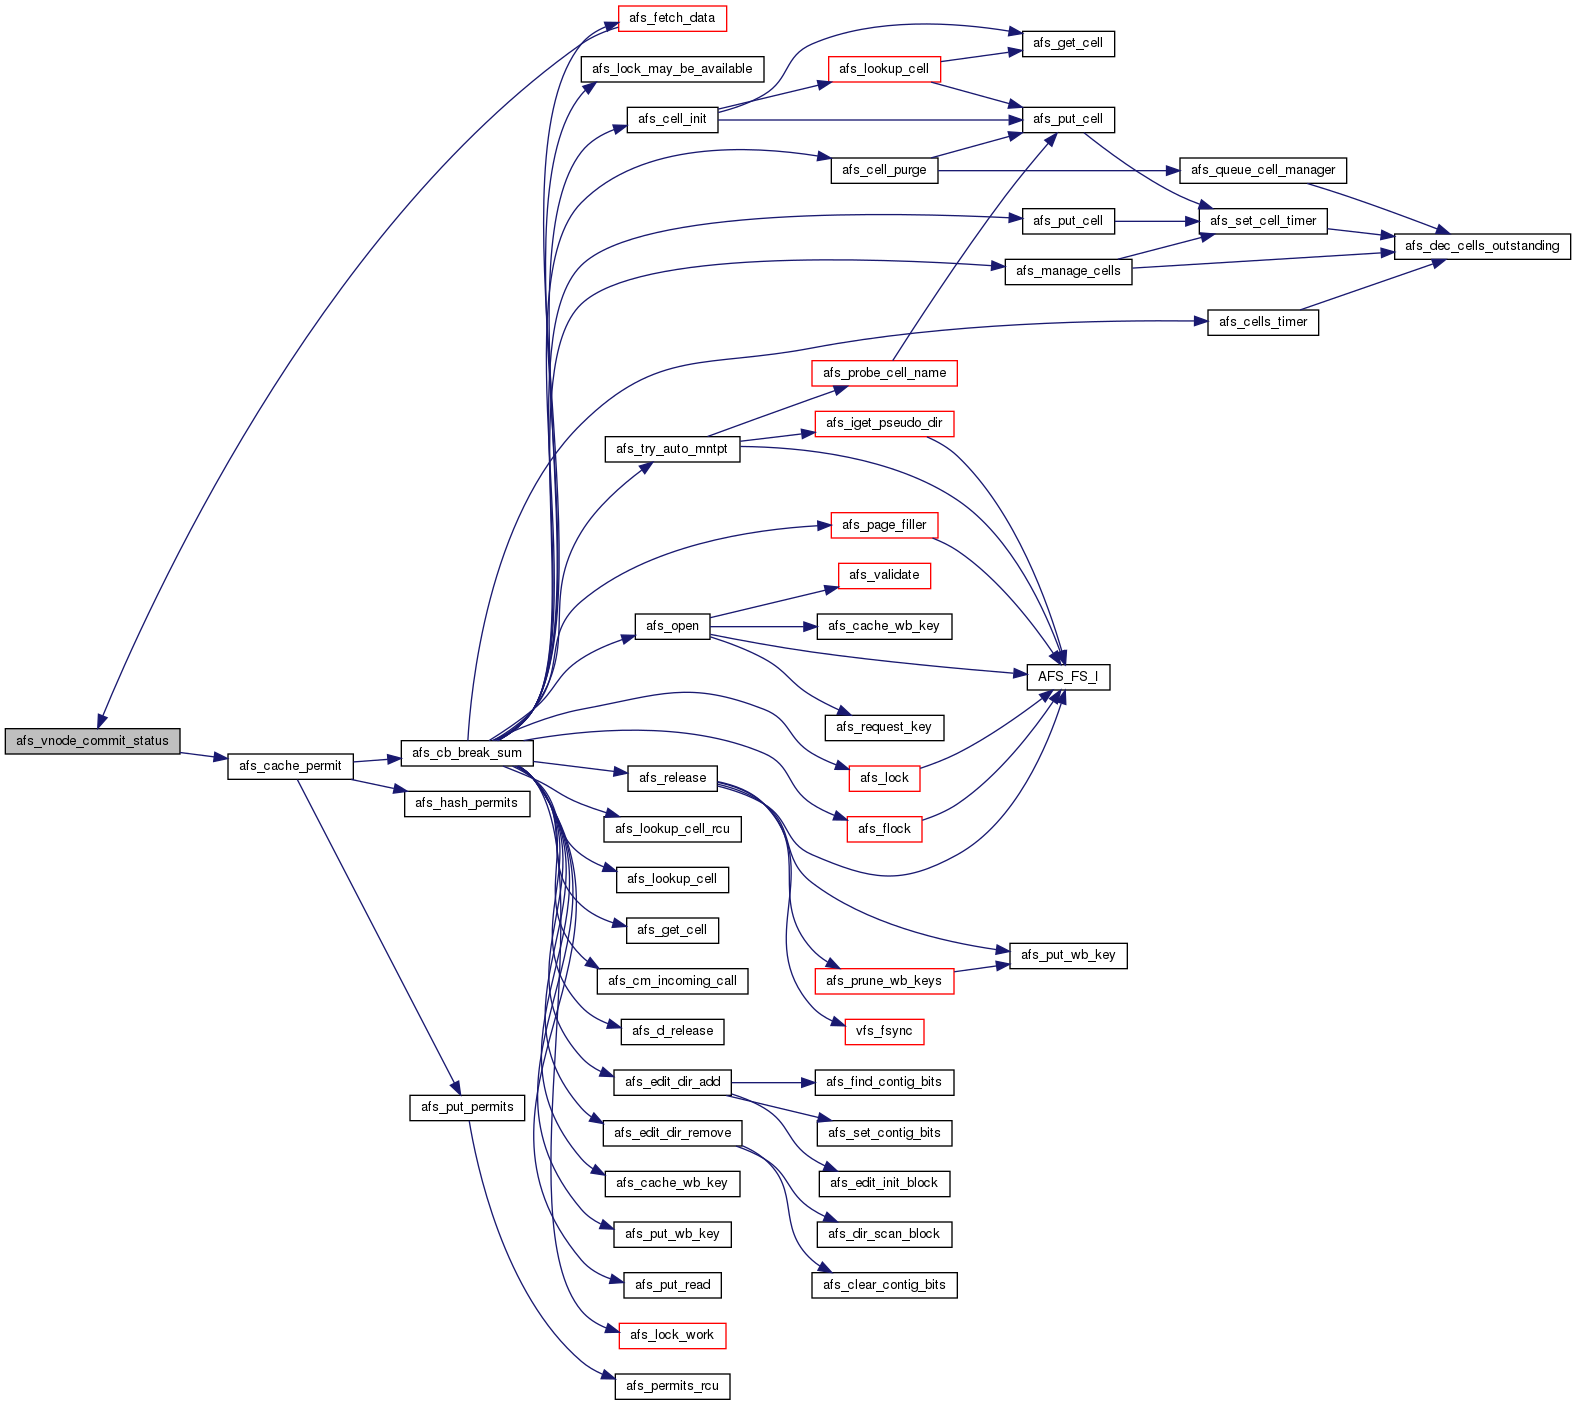 afs_fetch_data
afs_get_cell
afs_lock_may_be_available
afs_lookup_cell
afs_cell_init
afs_put_cell
afs_cell_purge
afs_queue_cell_manager
afs_put_cell
afs_set_cell_timer
afs_dec_cells_outstanding
afs_manage_cells
afs_cells_timer
afs_probe_cell_name
afs_iget_pseudo_dir
afs_try_auto_mntpt
afs_page_filler
afs_validate
afs_open
afs_cache_wb_key
AFS_FS_I
afs_request_key
afs_vnode_commit_status
afs_cb_break_sum
afs_cache_permit
afs_release
afs_lock
afs_hash_permits
afs_lookup_cell_rcu
afs_flock
afs_lookup_cell
afs_get_cell
afs_put_wb_key
afs_cm_incoming_call
afs_prune_wb_keys
afs_d_release
vfs_fsync
afs_edit_dir_add
afs_find_contig_bits
afs_put_permits
afs_edit_dir_remove
afs_set_contig_bits
afs_cache_wb_key
afs_edit_init_block
afs_put_wb_key
afs_dir_scan_block
afs_put_read
afs_clear_contig_bits
afs_lock_work
afs_permits_rcu